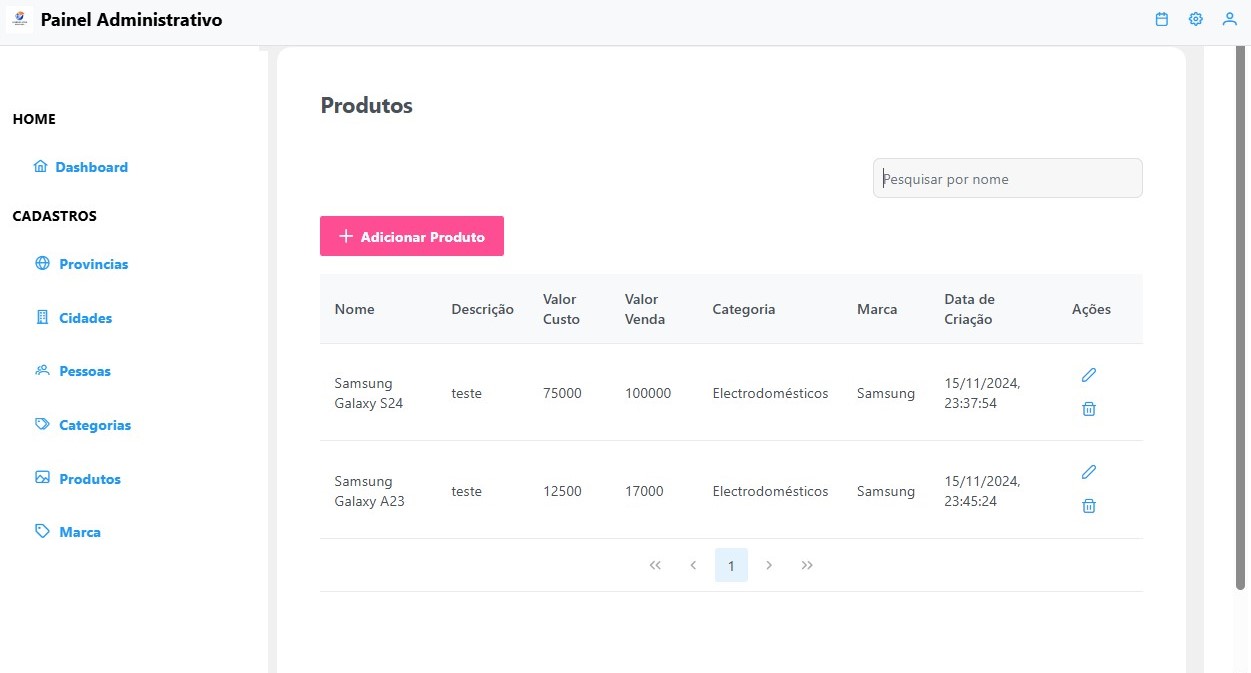 Painel Administrativo
HOME
Dashboard
CADASTROS
Provincias
Cidades
Pessoas
Categorias
Produtos
Marca
Produtos
Pesquisar por nome
Adicionar Produto
Nome Descrição Valor Custo Valor Venda Categoria Marca Data de Criação Ações
Samsung Galaxy S24 teste 75000 100000 Electrodomésticos Samsung 15/11/2024, 23:37:54
Samsung Galaxy A23 teste 12500 17000 Electrodomésticos Samsung 15/11/2024, 23:45:24
1